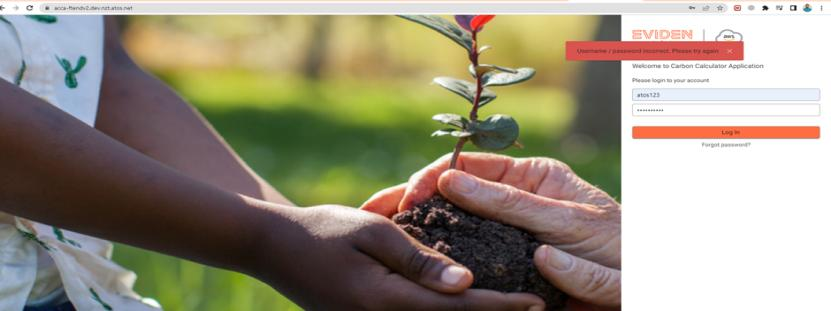 acca-ftendv2.dev.nzt.atos.net
EVIDEN
aws
Username / password incorrect. Please try again
Welcome to Carbon Calculator Application
Please login to your account
atos123
Log In
Forgot password?